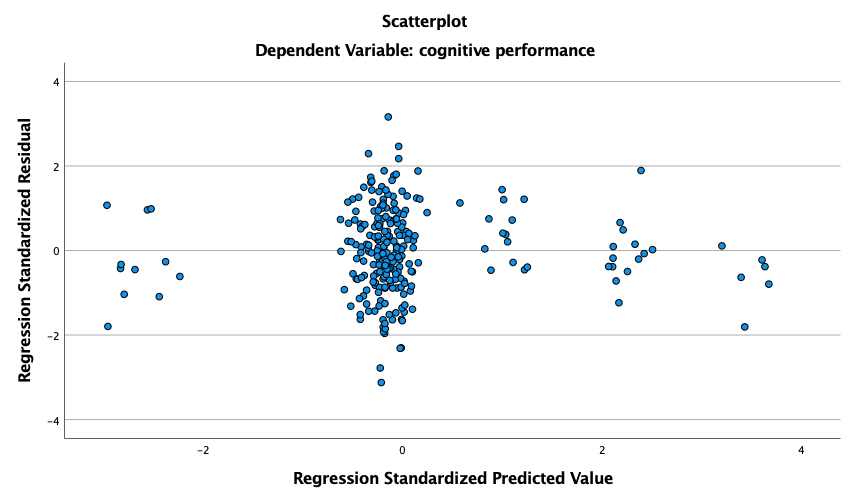 Scatterplot
Dependent Variable: cognitive performance
Regression Standardized Residual
4
2
0
−2
−4
−2
0
2
4
Regression Standardized Predicted Value